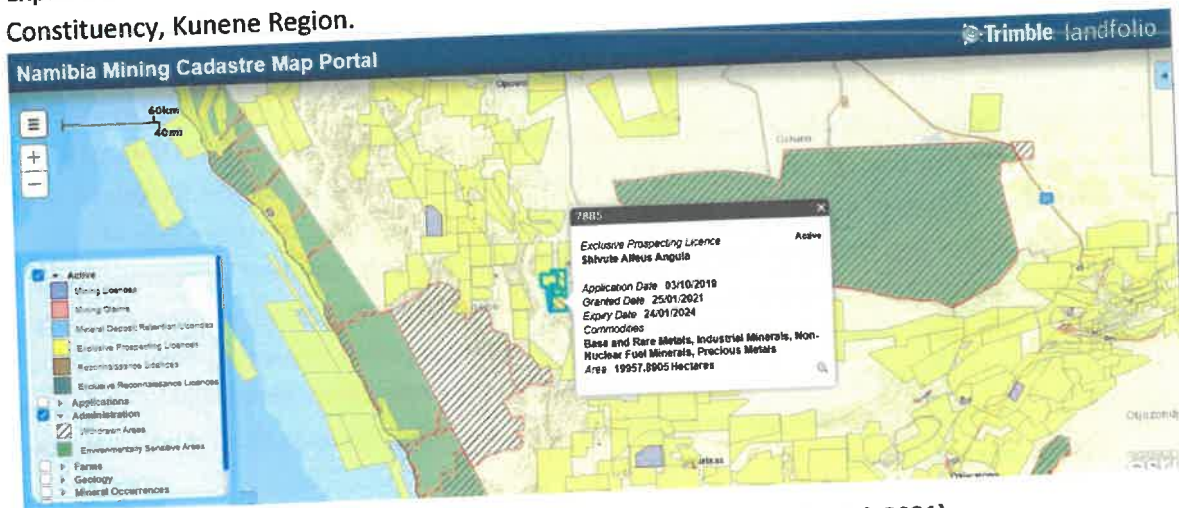 Constituency, Kunene Region.
Namibia Mining Cadastre Map Portal
Trimble landfolio
60km
40mi
Opuwo
7885
Exclusive Prospecting Licence
Active
Shivute Alfeus Angula
Application Date 03/10/2019
Granted Date 25/01/2021
Expiry Date 24/01/2024
Commodities
Base and Rare Metals, Industrial Minerals, Non-
Nuclear Fuel Minerals, Precious Metals
Area 19957.8905 Hectares
Active
Mining Licences
Mining Claims
Mineral Deposit Retention Licences
Exclusive Prospecting Licences
Reconnaissance Licences
Exclusive Reconnaissance Licences
Applications
Administration
Withdrawn Areas
Environmentally Sensitive Areas
Farms
Geology
Mineral Occurrences